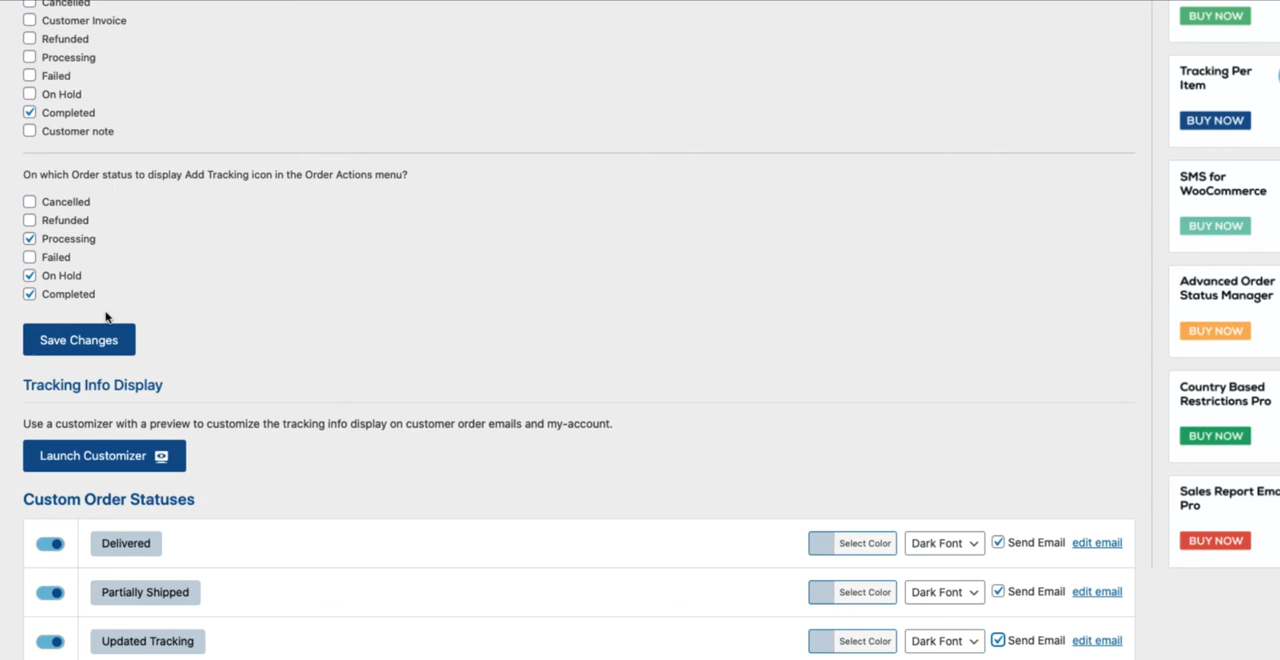 Cancelled
Customer Invoice
Refunded
Processing
Failed
On Hold
Completed
Customer note
On which Order status to display Add Tracking icon in the Order Actions menu?
Cancelled
Refunded
Processing
Failed
On Hold
Completed
Save Changes
Tracking Info Display
Use a customizer with a preview to customize the tracking info display on customer order emails and my-account.
Launch Customizer
Custom Order Statuses
Delivered Select Color Dark Font Send Email edit email
Partially Shipped Select Color Dark Font Send Email edit email
Updated Tracking Select Color Dark Font Send Email edit email
BUY NOW
Tracking Per
Item
BUY NOW
SMS for
WooCommerce
BUY NOW
Advanced Order
Status Manager
BUY NOW
Country Based
Restrictions Pro
BUY NOW
Sales Report
Pro
BUY NOW